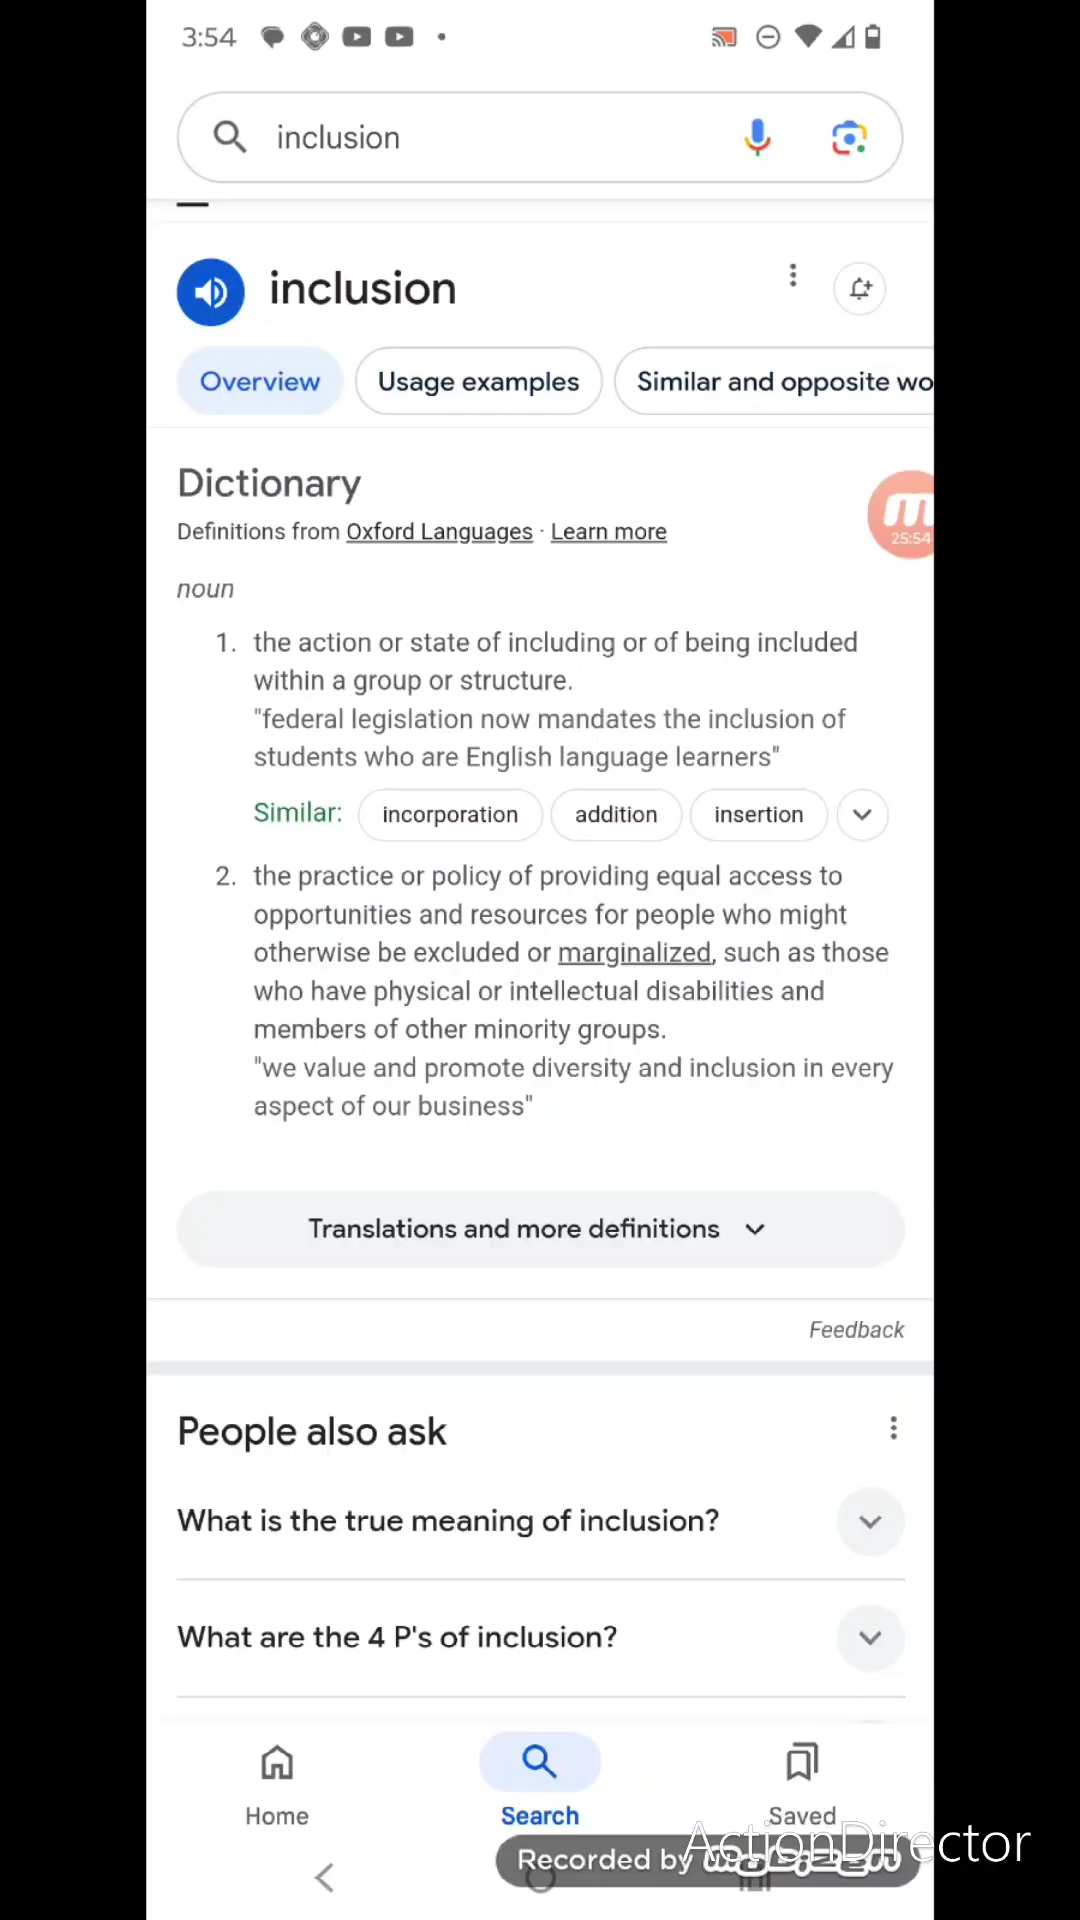 3:54
inclusion
inclusion
Overview
Usage examples
Similar and opposite wo
Dictionary
Definitions from Oxford Languages · Learn more
25:54
noun
1. the action or state of including or of being included
within a group or structure.
"federal legislation now mandates the inclusion of
students who are English language learners"
Similar: incorporation addition insertion
2. the practice or policy of providing equal access to
opportunities and resources for people who might
otherwise be excluded or marginalized, such as those
who have physical or intellectual disabilities and
members of other minority groups.
"we value and promote diversity and inclusion in every
aspect of our business"
Translations and more definitions
Feedback
People also ask
What is the true meaning of inclusion?
What are the 4 P's of inclusion?
Home
Search
Saved
ActionDirector
Recorded by